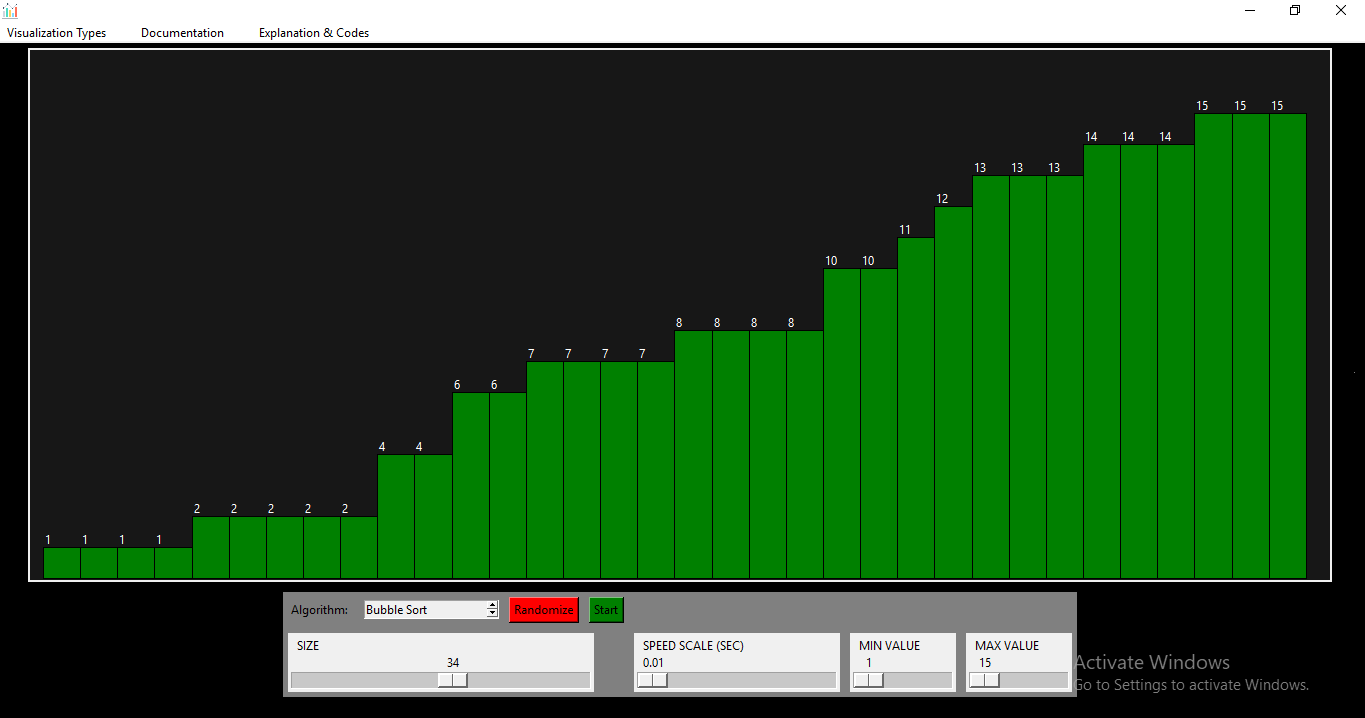 Visualization Types Documentation Explanation & Codes
15 15 15
14 14 14
13 13 13
12
11
10 10
8 8 8 8
7 7 7 7
6 6
4 4
2 2 2 2 2
1 1 1 1
Algorithm: Bubble Sort Randomize Start
SIZE SPEED SCALE (SEC) MIN VALUE MAX VALUE
34 0.01 1 15
Activate Windows
Go to Settings to activate Windows.